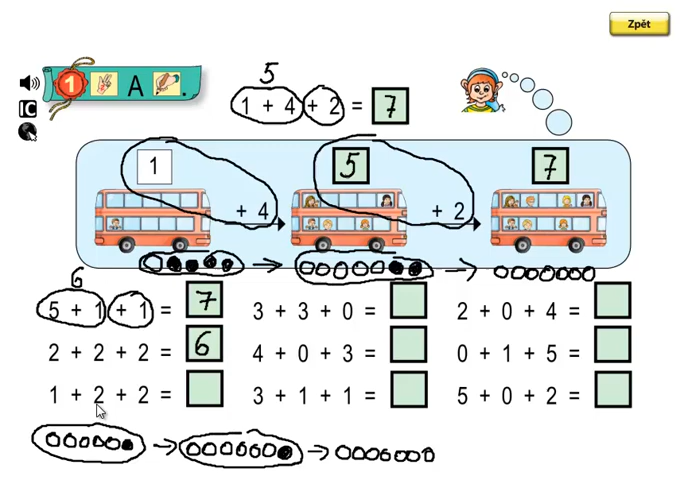 Zpět
5
1 A .
1 + 4 + 2 = 7
1 5 7
+ 4 + 2
6
5 + 1 + 1 = 7 3 + 3 + 0 = 2 + 0 + 4 =
2 + 2 + 2 = 6 4 + 0 + 3 = 0 + 1 + 5 =
1 + 2 + 2 = 3 + 1 + 1 = 5 + 0 + 2 =